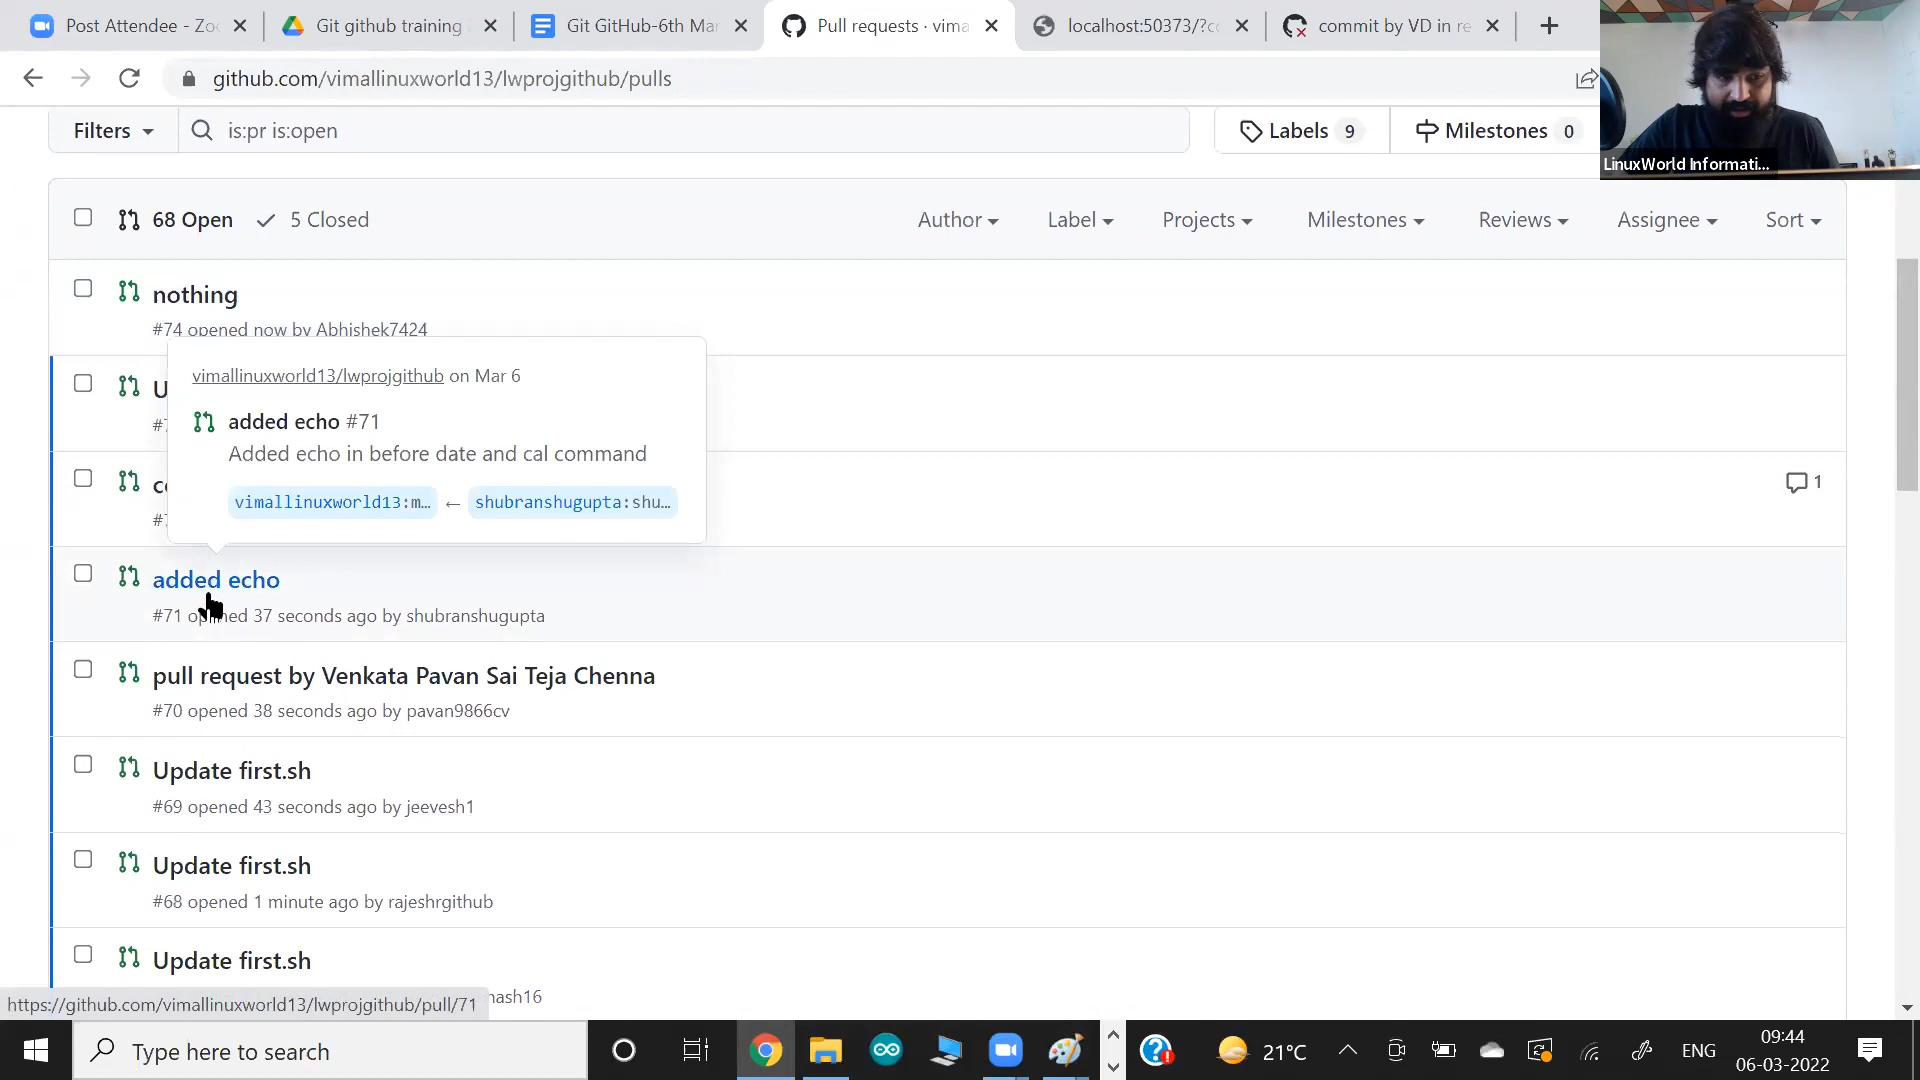 Post Attendee - Zoo
Git github training
Git GitHub-6th Mar
Pull requests · vima
localhost:50373/?co
commit by VD in re
github.com/vimallinuxworld13/lwprojgithub/pulls
LinuxWorld Informati...
Filters
is:pr is:open
Labels 9
Milestones 0
68 Open
5 Closed
Author
Label
Projects
Milestones
Reviews
Assignee
Sort
nothing
#74 opened now by Abhishek7424
vimallinuxworld13/lwprojgithub on Mar 6
added echo #71
Added echo in before date and cal command
vimallinuxworld13:m… ← shubranshugupta:shu…
1
added echo
#71 opened 37 seconds ago by shubranshugupta
pull request by Venkata Pavan Sai Teja Chenna
#70 opened 38 seconds ago by pavan9866cv
Update first.sh
#69 opened 43 seconds ago by jeevesh1
Update first.sh
#68 opened 1 minute ago by rajeshrgithub
Update first.sh
https://github.com/vimallinuxworld13/lwprojgithub/pull/71
Type here to search
21°C
ENG
09:44
06-03-2022